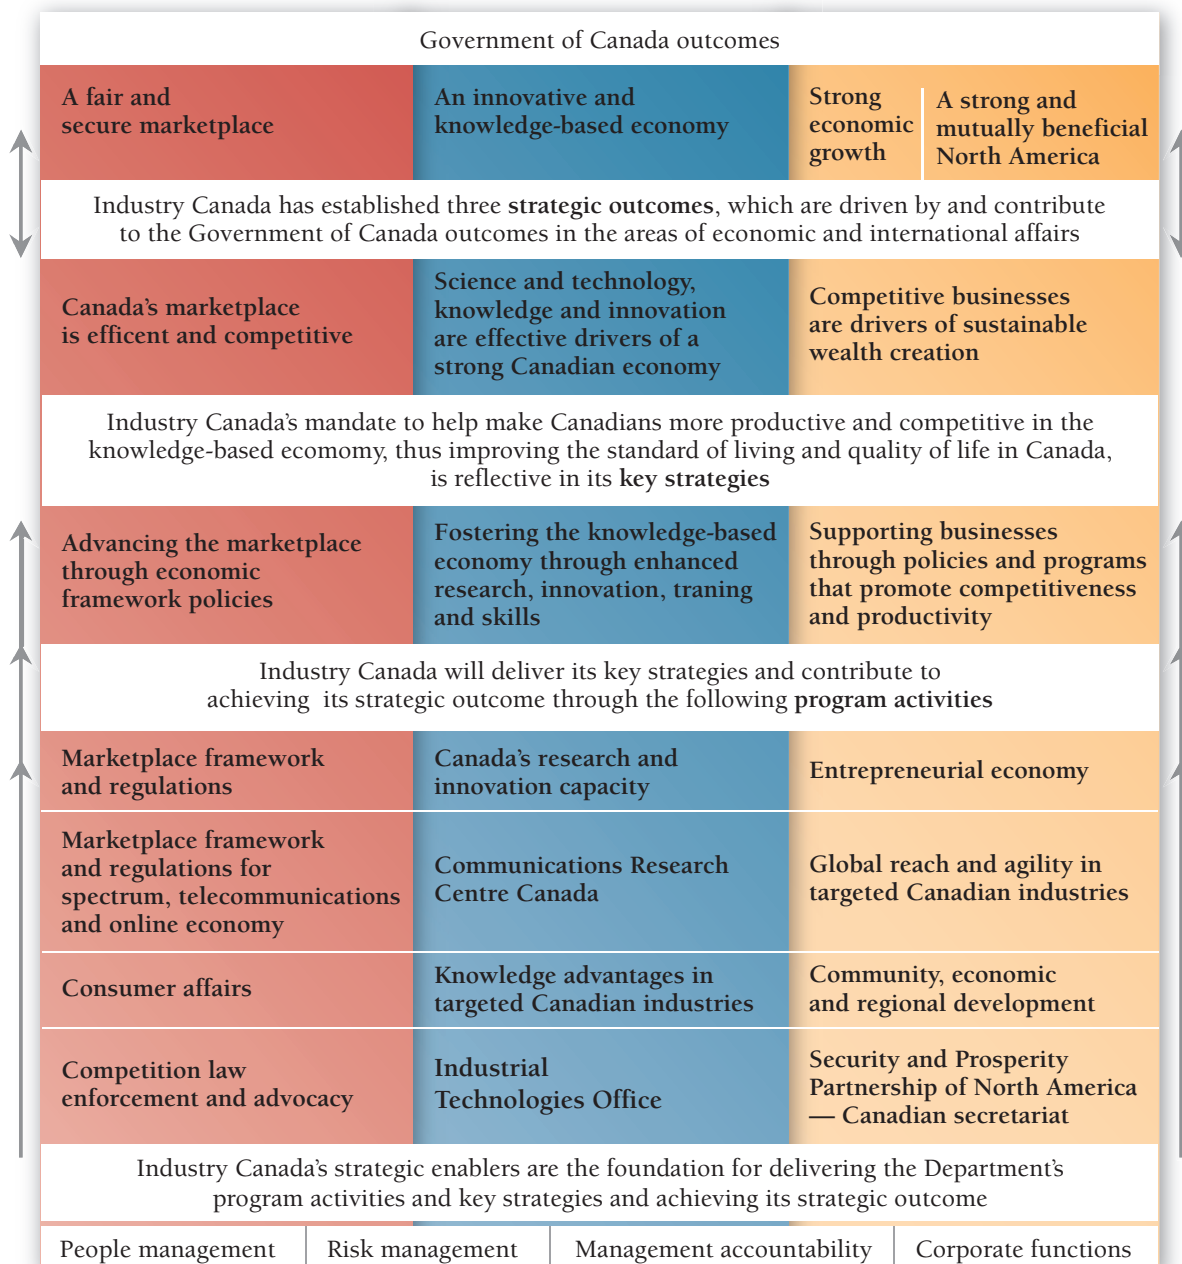 Government of Canada outcomes
A fair and
secure marketplace
An innovative and
knowledge-based economy
Strong
economic
growth
A strong and
mutually beneficial
North America
Industry Canada has established three strategic outcomes, which are driven by and contribute
to the Government of Canada outcomes in the areas of economic and international affairs
Canada's marketplace
is efficent and competitive
Science and technology,
knowledge and innovation
are effective drivers of a
strong Canadian economy
Competitive businesses
are drivers of sustainable
wealth creation
Industry Canada's mandate to help make Canadians more productive and competitive in the
knowledge-based ecomomy, thus improving the standard of living and quality of life in Canada,
is reflective in its key strategies
Advancing the marketplace
through economic
framework policies
Fostering the knowledge-based
economy through enhanced
research, innovation, traning
and skills
Supporting businesses
through policies and programs
that promote competitiveness
and productivity
Industry Canada will deliver its key strategies and contribute to
achieving its strategic outcome through the following program activities
Marketplace framework
and regulations
Canada's research and
innovation capacity
Entrepreneurial economy
Marketplace framework
and regulations for
spectrum, telecommunications
and online economy
Communications Research
Centre Canada
Global reach and agility in
targeted Canadian industries
Consumer affairs
Knowledge advantages in
targeted Canadian industries
Community, economic
and regional development
Competition law
enforcement and advocacy
Industrial
Technologies Office
Security and Prosperity
Partnership of North America
— Canadian secretariat
Industry Canada's strategic enablers are the foundation for delivering the Department's
program activities and key strategies and achieving its strategic outcome
People management
Risk management
Management accountability
Corporate functions